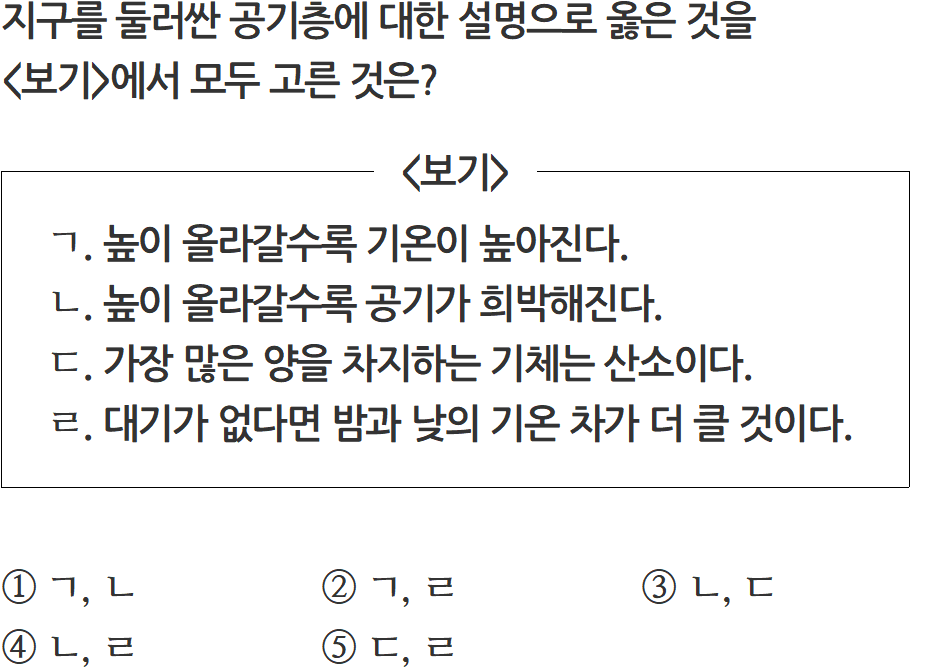 지구를 둘러싼 공기층에 대한 설명으로 옳은 것을
<보기>에서 모두 고른 것은?
<보기>
ㄱ. 높이 올라갈수록 기온이 높아진다.
ㄴ. 높이 올라갈수록 공기가 희박해진다.
ㄷ. 가장 많은 양을 차지하는 기체는 산소이다.
ㄹ. 대기가 없다면 밤과 낮의 기온 차가 더 클 것이다.
① ㄱ, ㄴ ② ㄱ, ㄹ ③ ㄴ, ㄷ
④ ㄴ, ㄹ ⑤ ㄷ, ㄹ